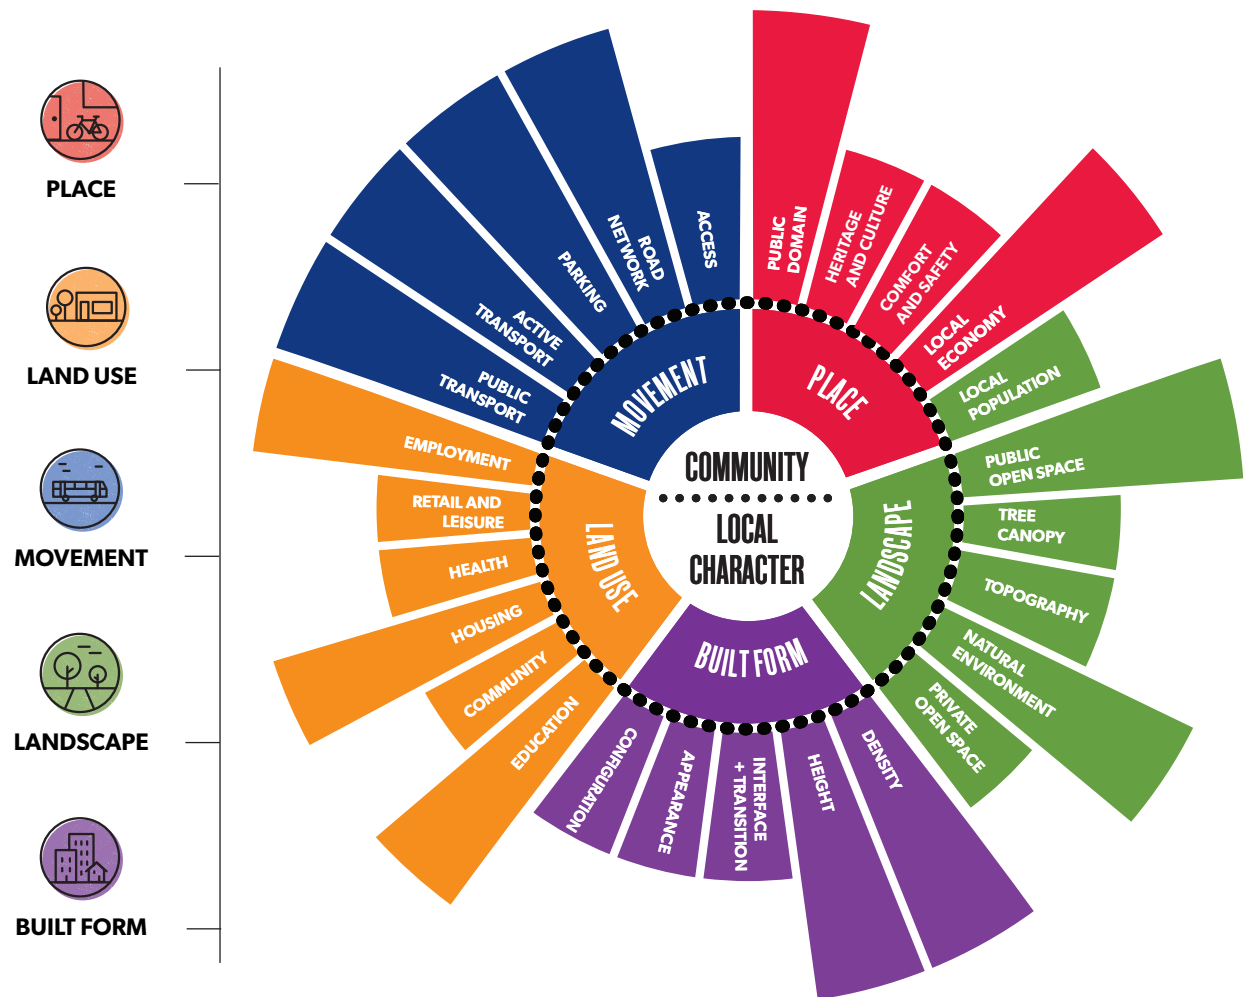 PLACE
LAND USE
MOVEMENT
LANDSCAPE
BUILT FORM
COMMUNITY
LOCAL
CHARACTER
PLACE
PUBLIC
DOMAIN
HERITAGE
AND CULTURE
COMFORT
AND SAFETY
LOCAL
ECONOMY
LANDSCAPE
LOCAL
POPULATION
PUBLIC
OPEN SPACE
TREE
CANOPY
TOPOGRAPHY
NATURAL
ENVIRONMENT
PRIVATE
OPEN SPACE
BUILT FORM
DENSITY
HEIGHT
INTERFACE
+ TRANSITION
APPEARANCE
CONFIGURATION
LAND USE
EDUCATION
COMMUNITY
HOUSING
HEALTH
RETAIL AND
LEISURE
EMPLOYMENT
MOVEMENT
PUBLIC
TRANSPORT
ACTIVE
TRANSPORT
PARKING
ROAD
NETWORK
ACCESS